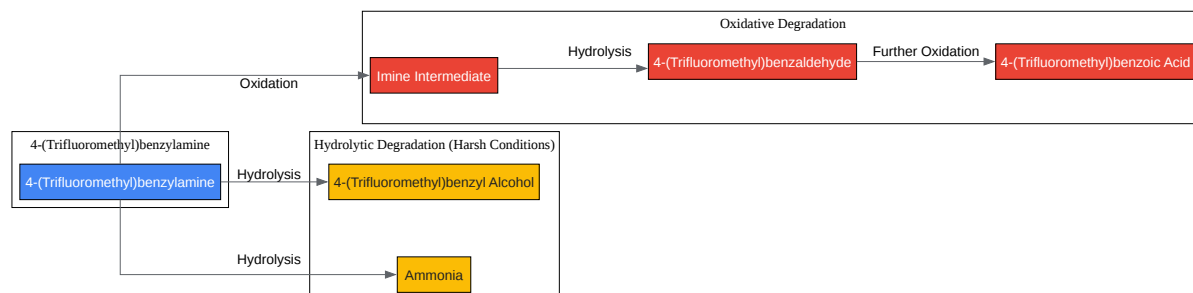 Oxidative Degradation
Hydrolysis
Further Oxidation
Imine Intermediate
4-(Trifluoromethyl)benzaldehyde
4-(Trifluoromethyl)benzoic Acid
Oxidation
4-(Trifluoromethyl)benzylamine
Hydrolytic Degradation (Harsh Conditions)
4-(Trifluoromethyl)benzylamine
Hydrolysis
4-(Trifluoromethyl)benzyl Alcohol
Hydrolysis
Ammonia